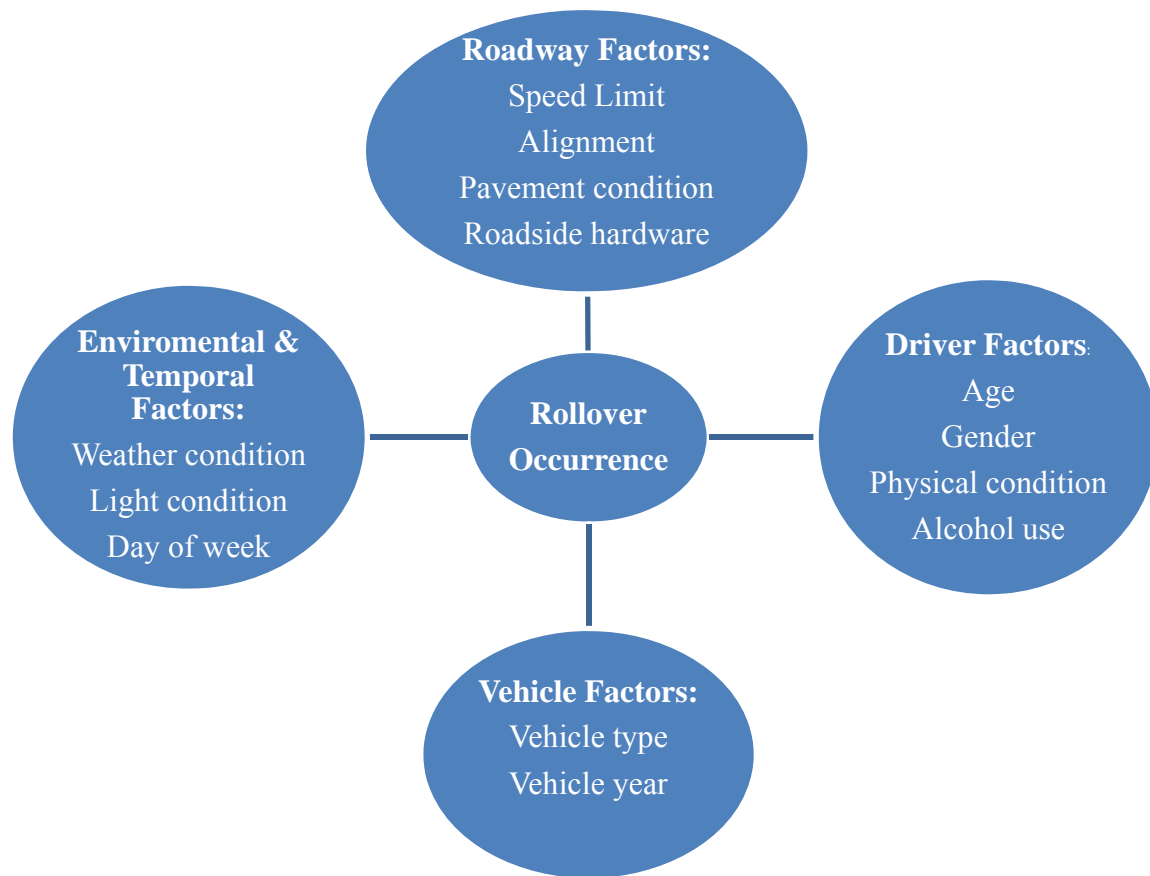 Roadway Factors:
Speed Limit
Alignment
Pavement condition
Roadside hardware
Enviromental &
Temporal
Factors:
Weather condition
Light condition
Day of week
Rollover
Occurrence
Driver Factors:
Age
Gender
Physical condition
Alcohol use
Vehicle Factors:
Vehicle type
Vehicle year